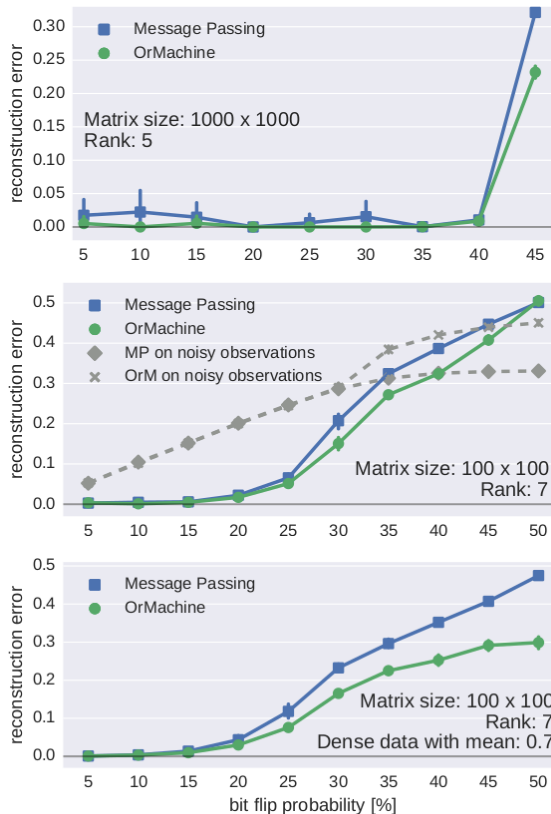 Message Passing
OrMachine
Matrix size: 1000 x 1000
Rank: 5
reconstruction error
0.30
0.25
0.20
0.15
0.10
0.05
0.00
5 10 15 20 25 30 35 40 45
Message Passing
OrMachine
MP on noisy observations
OrM on noisy observations
Matrix size: 100 x 100
Rank: 7
reconstruction error
0.5
0.4
0.3
0.2
0.1
0.0
5 10 15 20 25 30 35 40 45 50
Message Passing
OrMachine
Matrix size: 100 x 100
Rank: 7
Dense data with mean: 0.7
reconstruction error
0.5
0.4
0.3
0.2
0.1
0.0
5 10 15 20 25 30 35 40 45 50
bit flip probability [%]